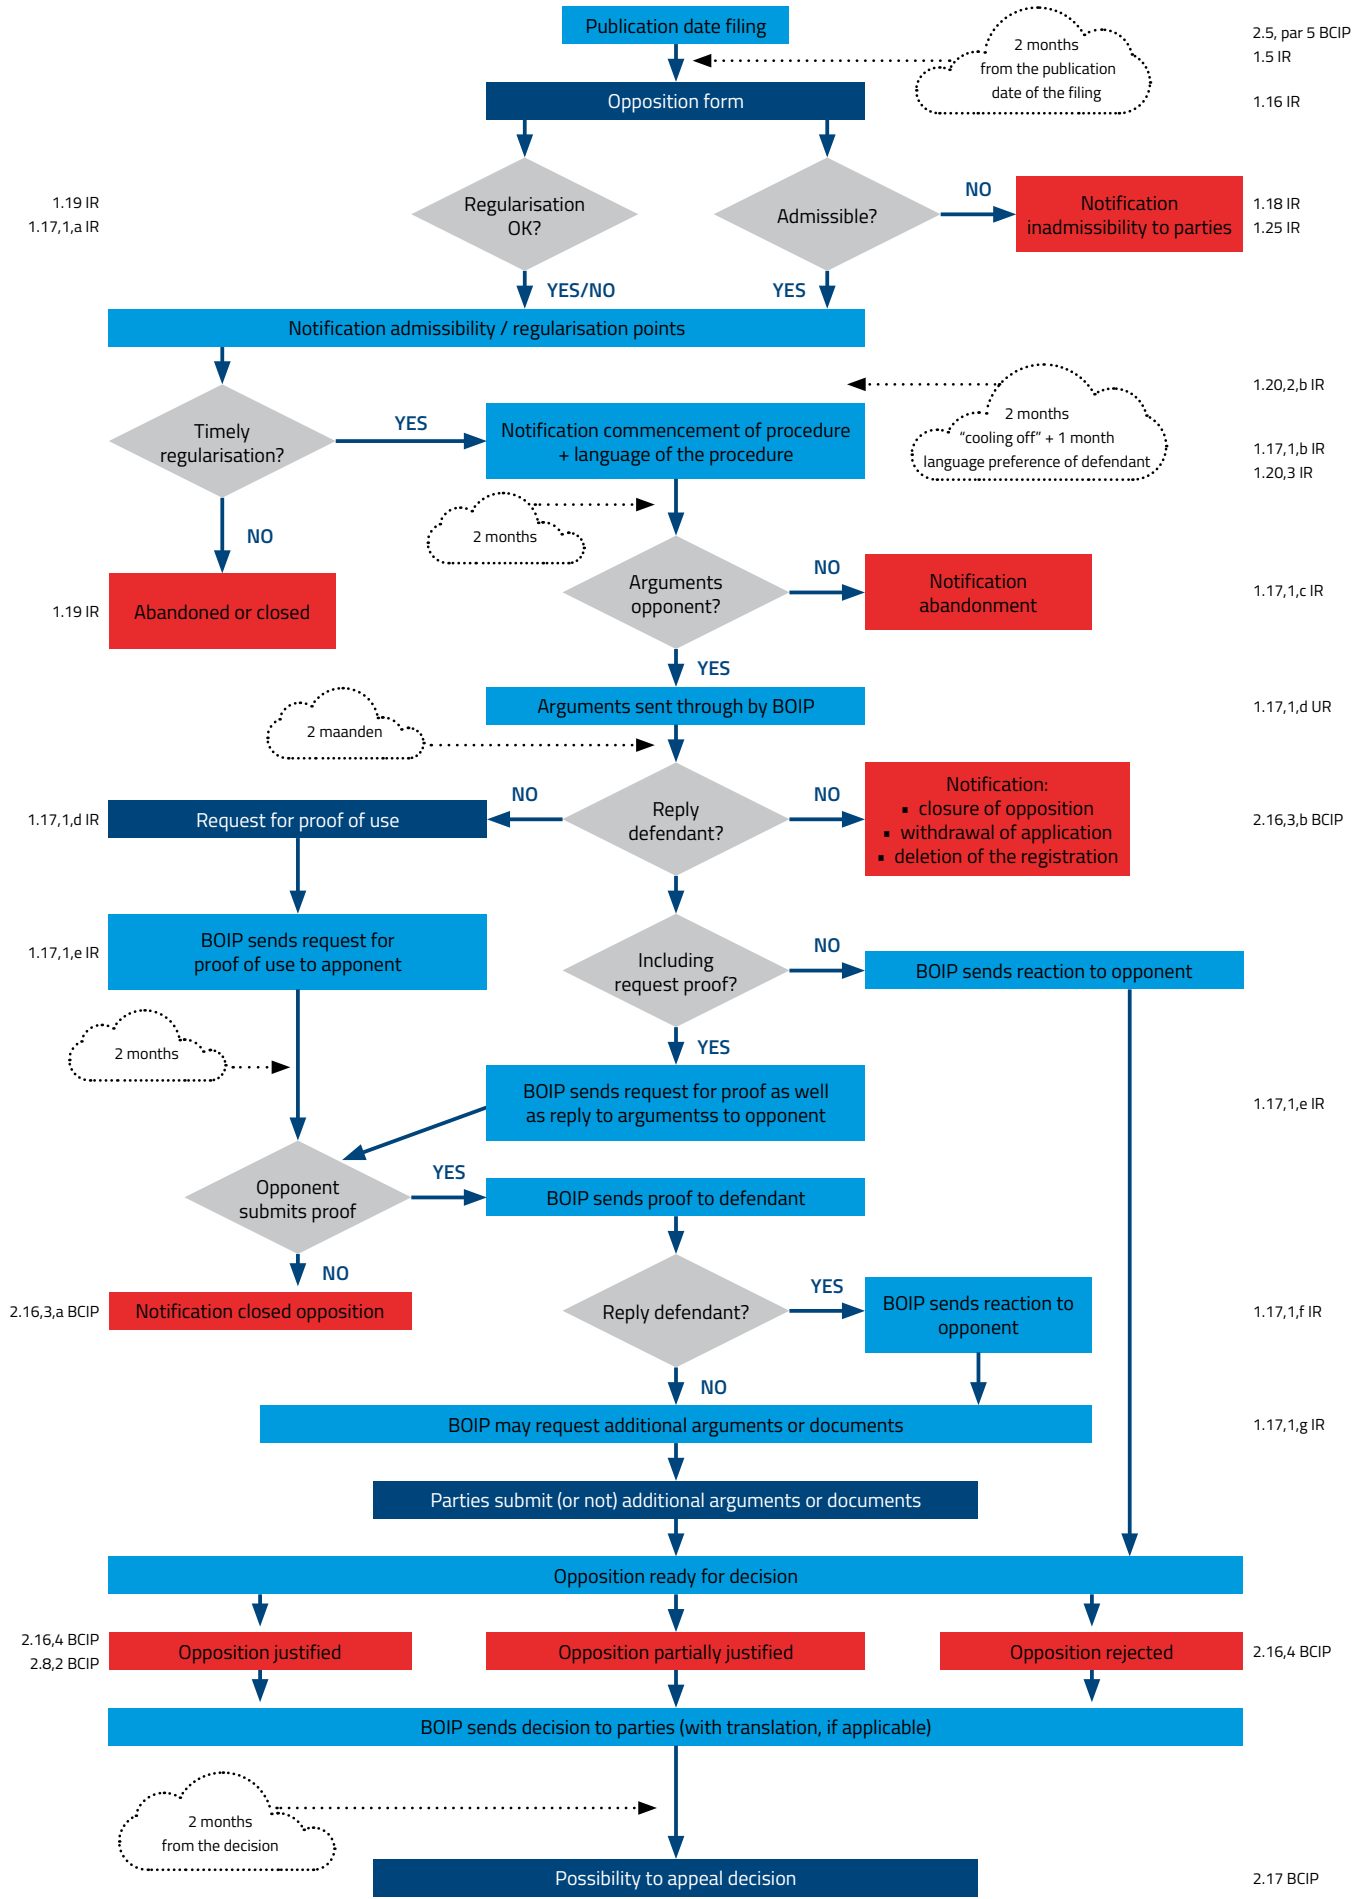 Publication date filing
2.5, par 5 BCIP
1.5 IR
2 months
from the publication
date of the filing
Opposition form
1.16 IR
1.19 IR
1.17,1,a IR
Regularisation
OK?
Admissible?
NO
Notification
inadmissibility to parties
1.18 IR
1.25 IR
YES/NO
YES
Notification admissibility / regularisation points
1.20,2,b IR
2 months
“cooling off” + 1 month
language preference of defendant
1.17,1,b IR
1.20,3 IR
Timely
regularisation?
YES
Notification commencement of procedure
+ language of the procedure
2 months
NO
Arguments
opponent?
NO
Notification
abandonment
1.17,1,c IR
1.19 IR
Abandoned or closed
YES
Arguments sent through by BOIP
1.17,1,d UR
2 maanden
1.17,1,d IR
Request for proof of use
NO
Reply
defendant?
NO
Notification:
▪ closure of opposition
▪ withdrawal of application
▪ deletion of the registration
2.16,3,b BCIP
1.17,1,e IR
BOIP sends request for
proof of use to apponent
Including
request proof?
NO
BOIP sends reaction to opponent
2 months
YES
BOIP sends request for proof as well
as reply to argumentss to opponent
1.17,1,e IR
Opponent
submits proof
YES
BOIP sends proof to defendant
NO
2.16,3,a BCIP
Notification closed opposition
Reply defendant?
YES
BOIP sends reaction to
opponent
1.17,1,f IR
NO
BOIP may request additional arguments or documents
1.17,1,g IR
Parties submit (or not) additional arguments or documents
Opposition ready for decision
2.16,4 BCIP
2.8,2 BCIP
Opposition justified
Opposition partially justified
Opposition rejected
2.16,4 BCIP
BOIP sends decision to parties (with translation, if applicable)
2 months
from the decision
Possibility to appeal decision
2.17 BCIP